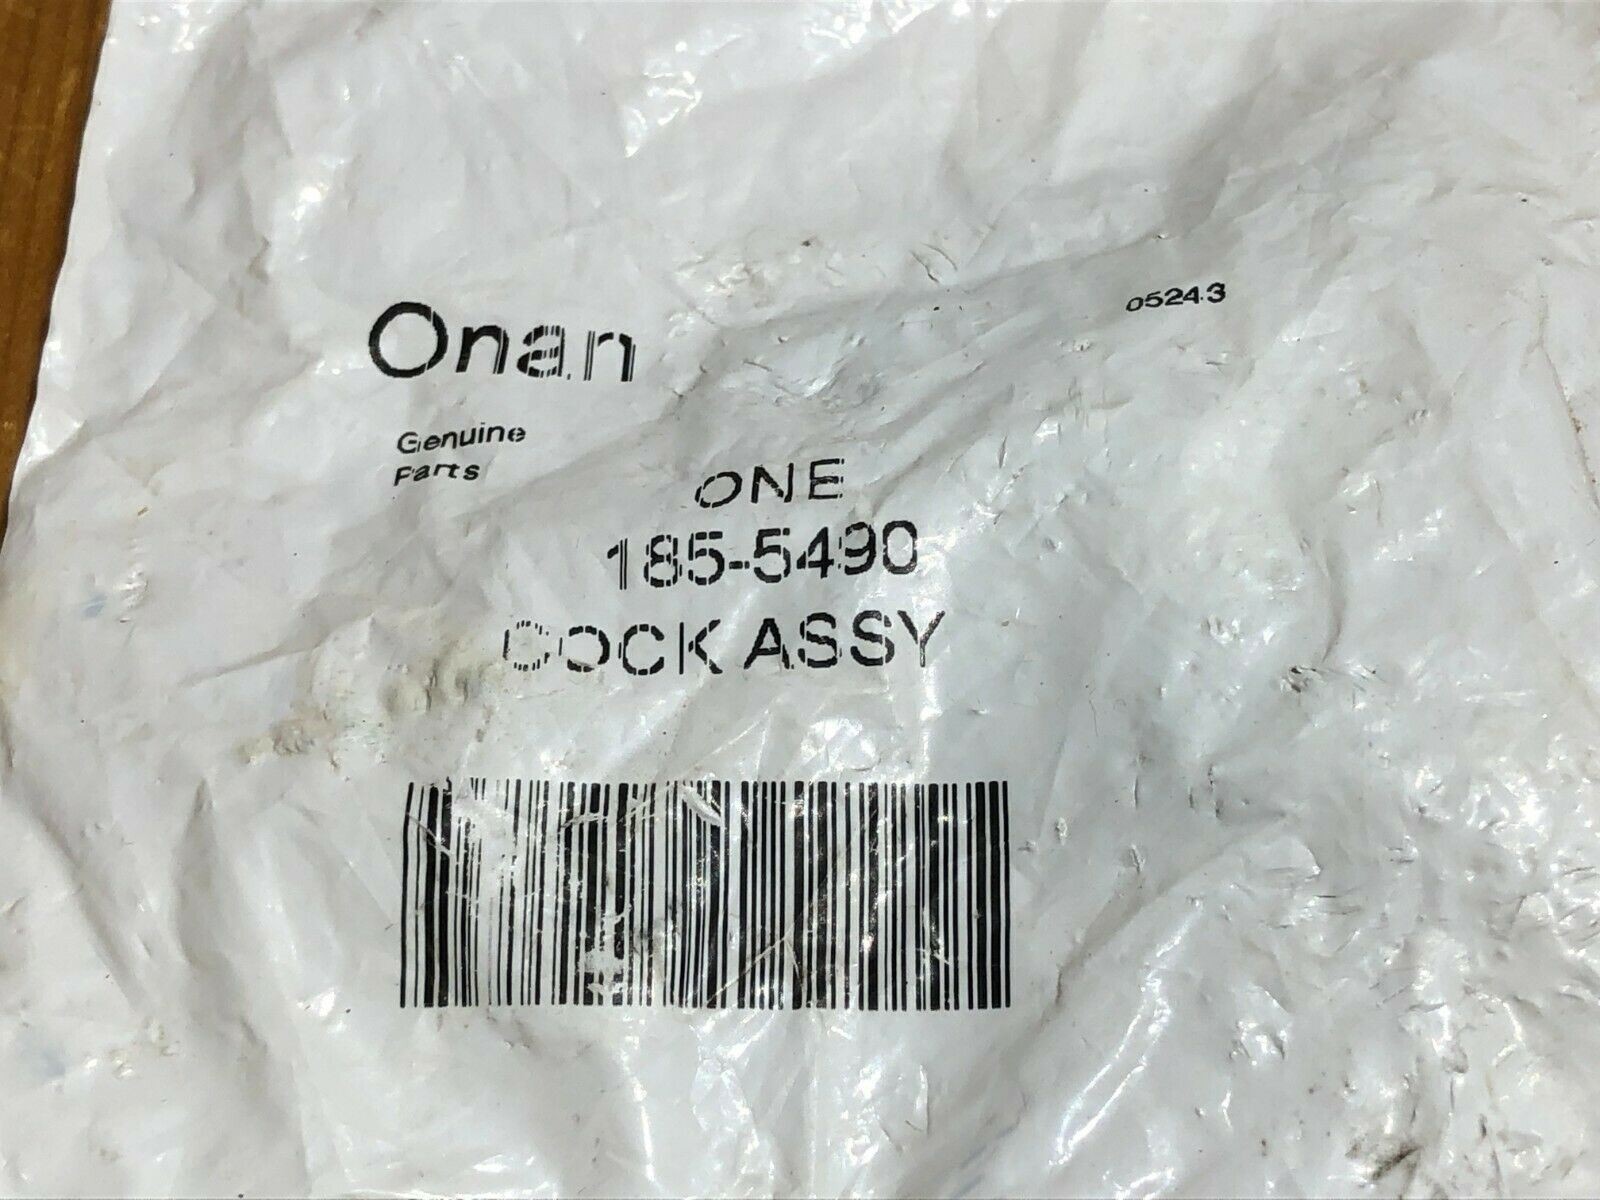 Onan
05243
Genuine
Parts
ONE
185-5490
COCK ASSY